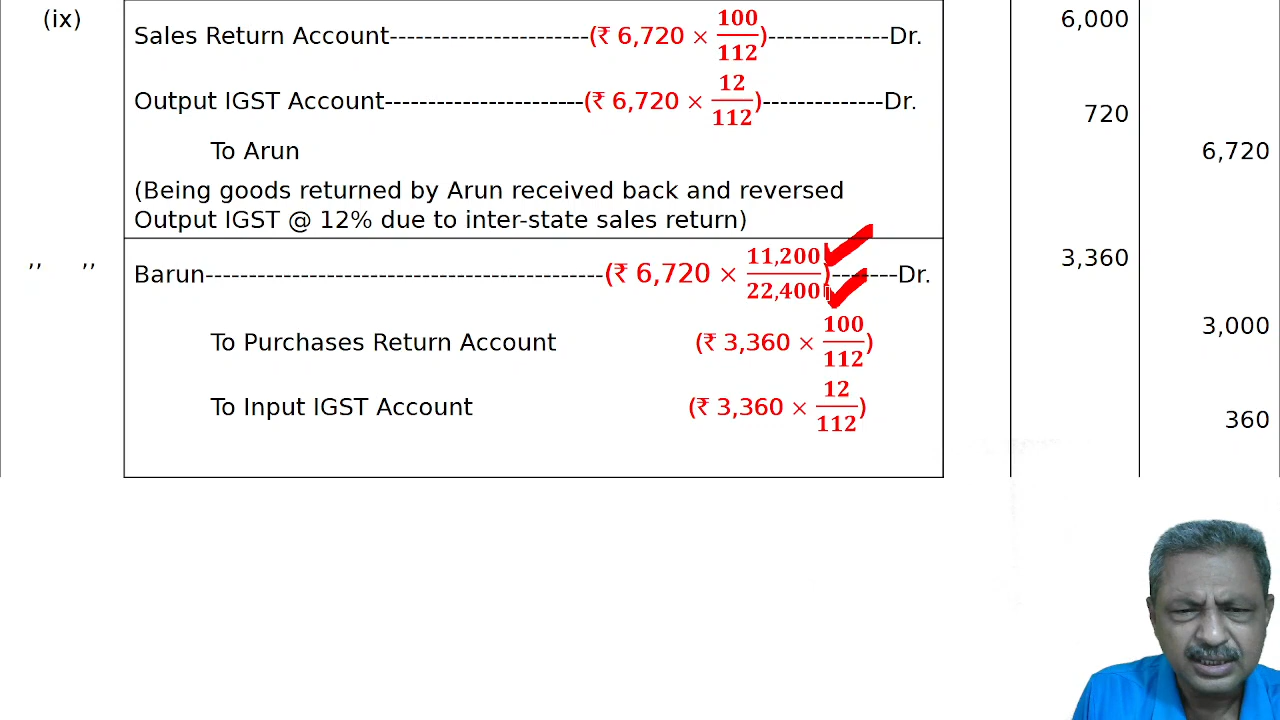 (ix) Sales Return Account-----------------------(₹ 6,720 × 100/112)--------------Dr. 6,000
Output IGST Account-----------------------(₹ 6,720 × 12/112)--------------Dr. 720
To Arun 6,720
(Being goods returned by Arun received back and reversed
Output IGST @ 12% due to inter-state sales return)
,, ,, Barun----------------------------------------------(₹ 6,720 × 11,200/22,400)--------Dr. 3,360
To Purchases Return Account (₹ 3,360 × 100/112) 3,000
To Input IGST Account (₹ 3,360 × 12/112) 360